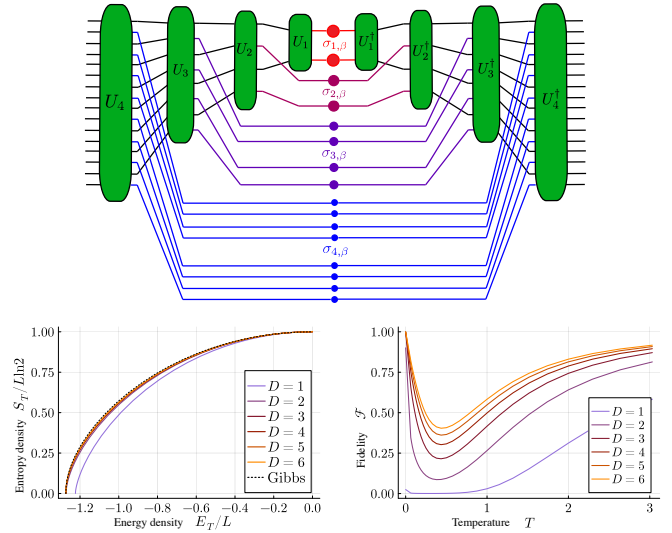 U₄ U₃ U₂ U₁ σ₁,β U₁† U₂† U₃† U₄†
σ₂,β
σ₃,β
σ₄,β
Entropy density S_T/Lln2
1.00
0.75
0.50
0.25
0.00
D = 1
D = 2
D = 3
D = 4
D = 5
D = 6
Gibbs
−1.2 −1.0 −0.8 −0.6 −0.4 −0.2 0.0
Energy density E_T/L
Fidelity ℱ
1.00
0.75
0.50
0.25
0.00
D = 1
D = 2
D = 3
D = 4
D = 5
D = 6
0 1 2 3
Temperature T